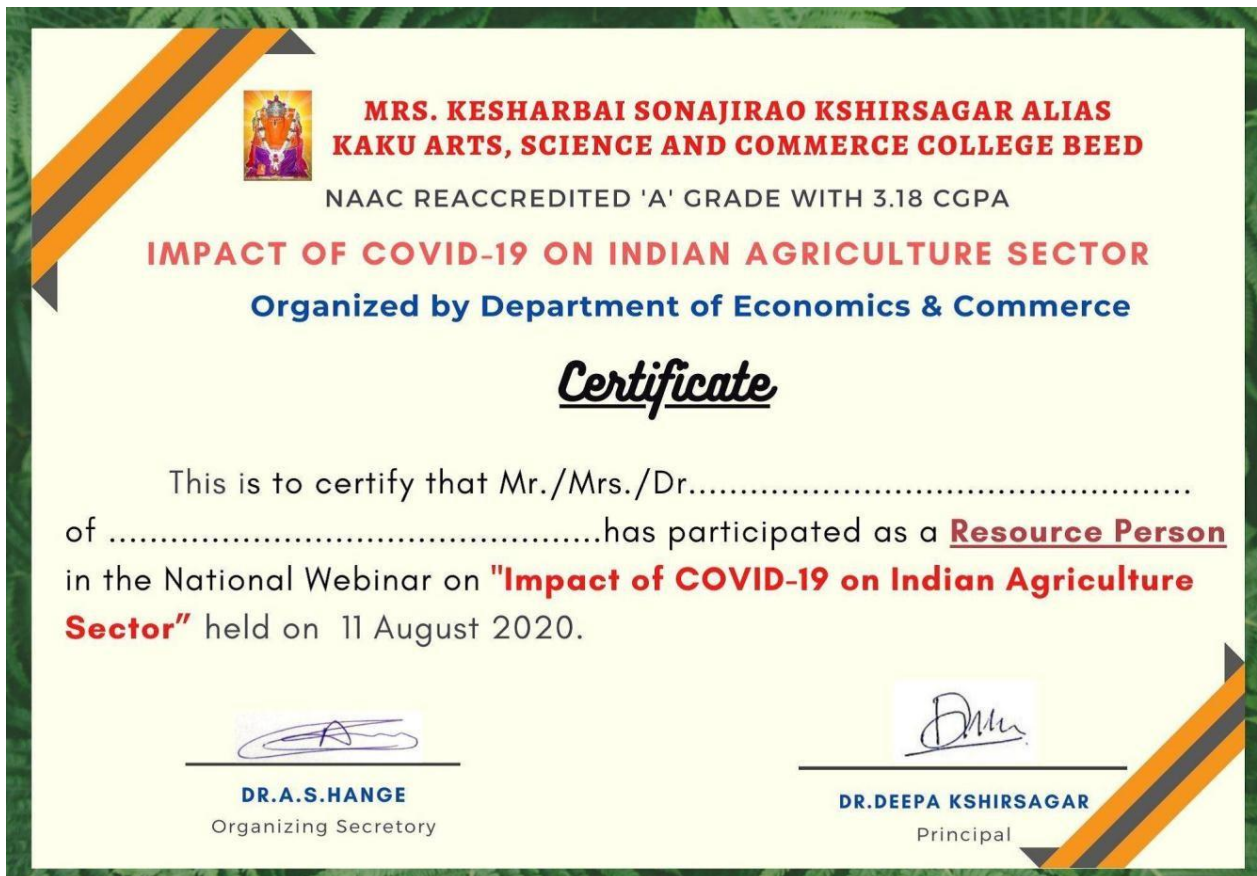 MRS. KESHARBAI SONAJIRAO KSHIRSAGAR ALIAS
KAKU ARTS, SCIENCE AND COMMERCE COLLEGE BEED
NAAC REACCREDITED 'A' GRADE WITH 3.18 CGPA
IMPACT OF COVID-19 ON INDIAN AGRICULTURE SECTOR
Organized by Department of Economics & Commerce
Certificate
This is to certify that Mr./Mrs./Dr.................................................
of ................................................has participated as a Resource Person
in the National Webinar on "Impact of COVID-19 on Indian Agriculture
Sector” held on 11 August 2020.
DR.A.S.HANGE
Organizing Secretory
DR.DEEPA KSHIRSAGAR
Principal